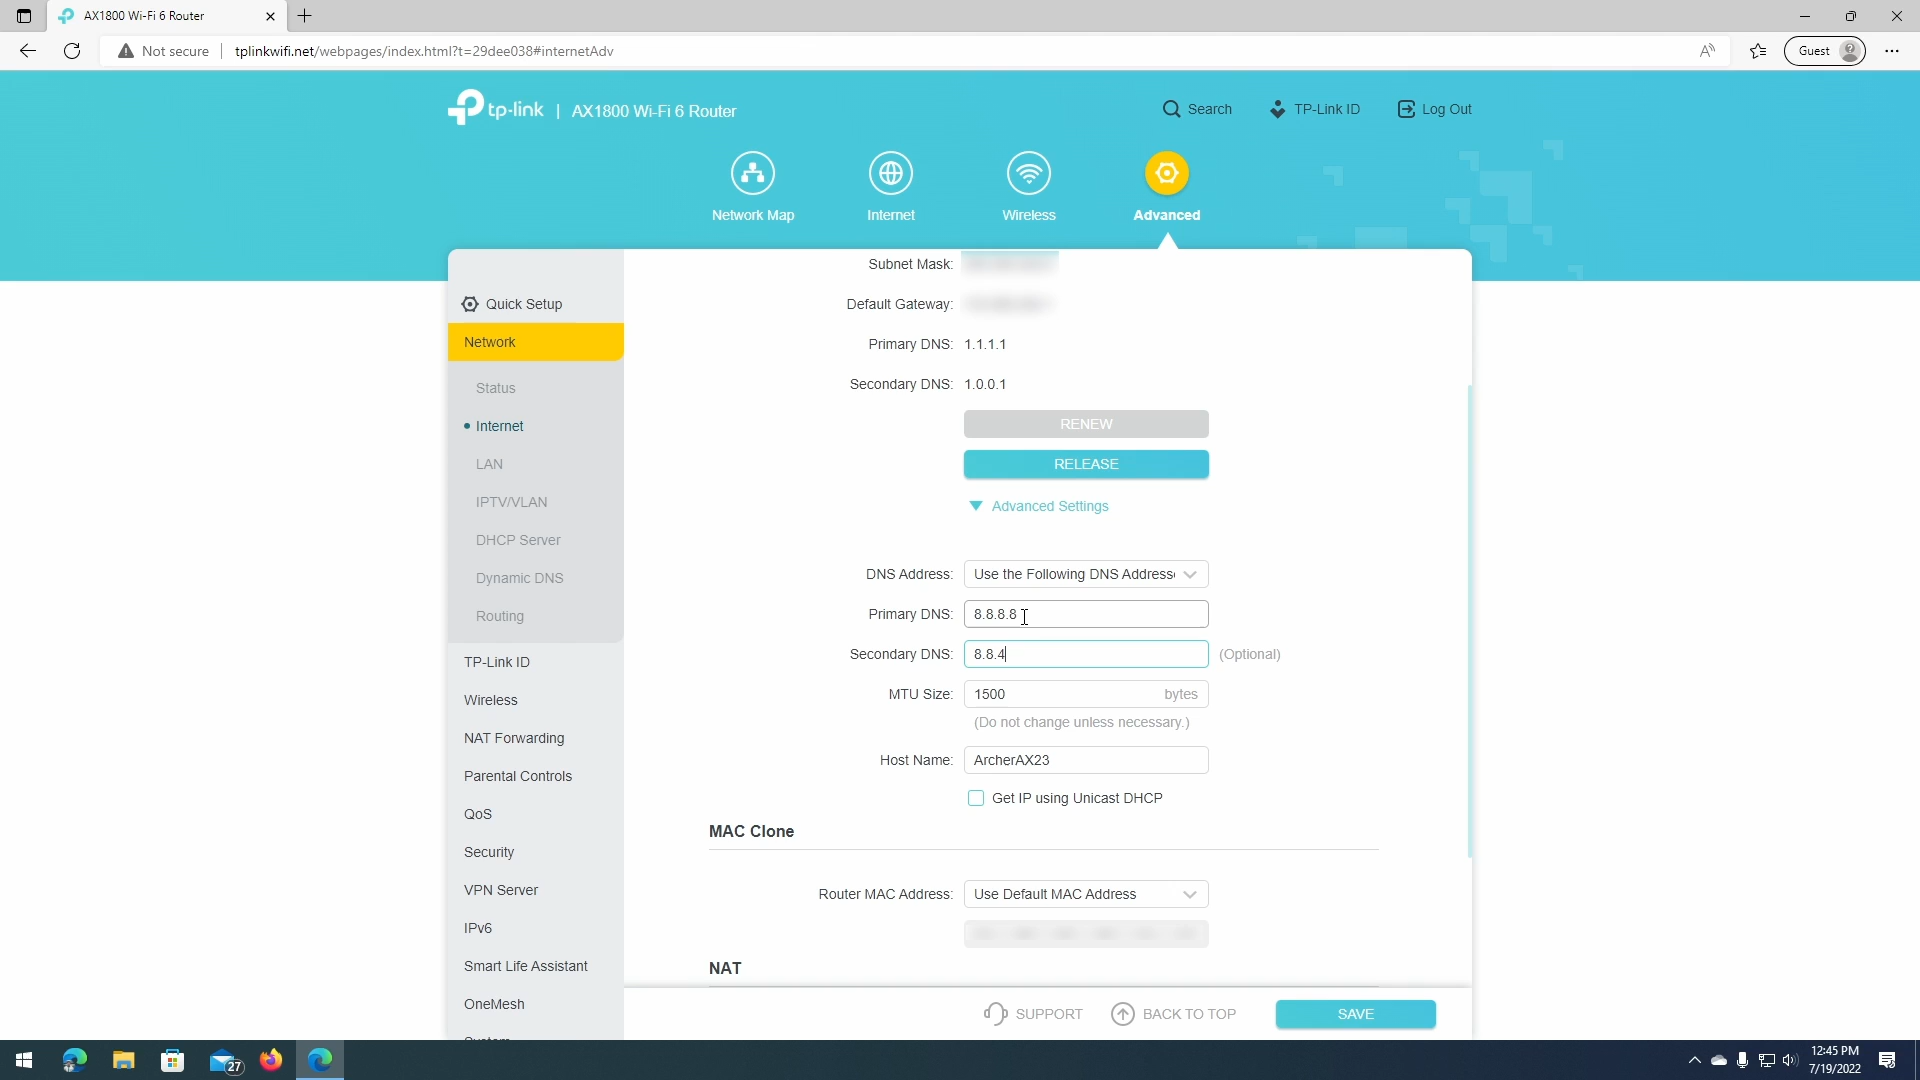 AX1800 Wi-Fi 6 Router
Not secure
tplinkwifi.net/webpages/index.html?t=29dee038#internetAdv
Guest
tp-link | AX1800 Wi-Fi 6 Router
Search
TP-Link ID
Log Out
Network Map
Internet
Wireless
Advanced
Quick Setup
Network
Status
Internet
LAN
IPTV/VLAN
DHCP Server
Dynamic DNS
Routing
TP-Link ID
Wireless
NAT Forwarding
Parental Controls
QoS
Security
VPN Server
IPv6
Smart Life Assistant
OneMesh
Subnet Mask:
Default Gateway:
Primary DNS: 1.1.1.1
Secondary DNS: 1.0.0.1
RENEW
RELEASE
Advanced Settings
DNS Address: Use the Following DNS Address
Primary DNS: 8.8.8.8
Secondary DNS: 8.8.4 (Optional)
MTU Size: 1500 bytes
(Do not change unless necessary.)
Host Name: ArcherAX23
Get IP using Unicast DHCP
MAC Clone
Router MAC Address: Use Default MAC Address
NAT
SUPPORT
BACK TO TOP
SAVE
27
12:45 PM
7/19/2022